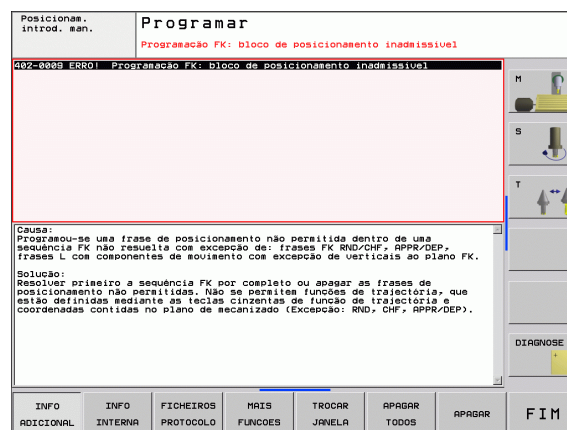 Posicionam.
introd. man.
Programar
Programação FK: bloco de posicionamento inadmissivel
402-0009 ERRO! Programação FK: bloco de posicionamento inadmissivel
M
S
T
Causa:
Programou-se uma frase de posicionamento não permitida dentro de uma
sequência FK não resuelta com excepção de: frases FK RND/CHF, APPR/DEP,
frases L com componentes de movimento com excepção de verticais ao plano FK.
Solução:
Resolver primeiro a sequência FK por completo ou apagar as frases de
posicionamento não permitidas. Não se permitem funções de trajectória, que
estão definidas mediante as teclas cinzentas de função de trajectória e
coordenadas contidas no plano de mecanizado (Excepção: RND, CHF, APPR/DEP).
DIAGNOSE
INFO
ADICIONAL
INFO
INTERNA
FICHEIROS
PROTOCOLO
MAIS
FUNCOES
TROCAR
JANELA
APAGAR
TODOS
APAGAR
FIM